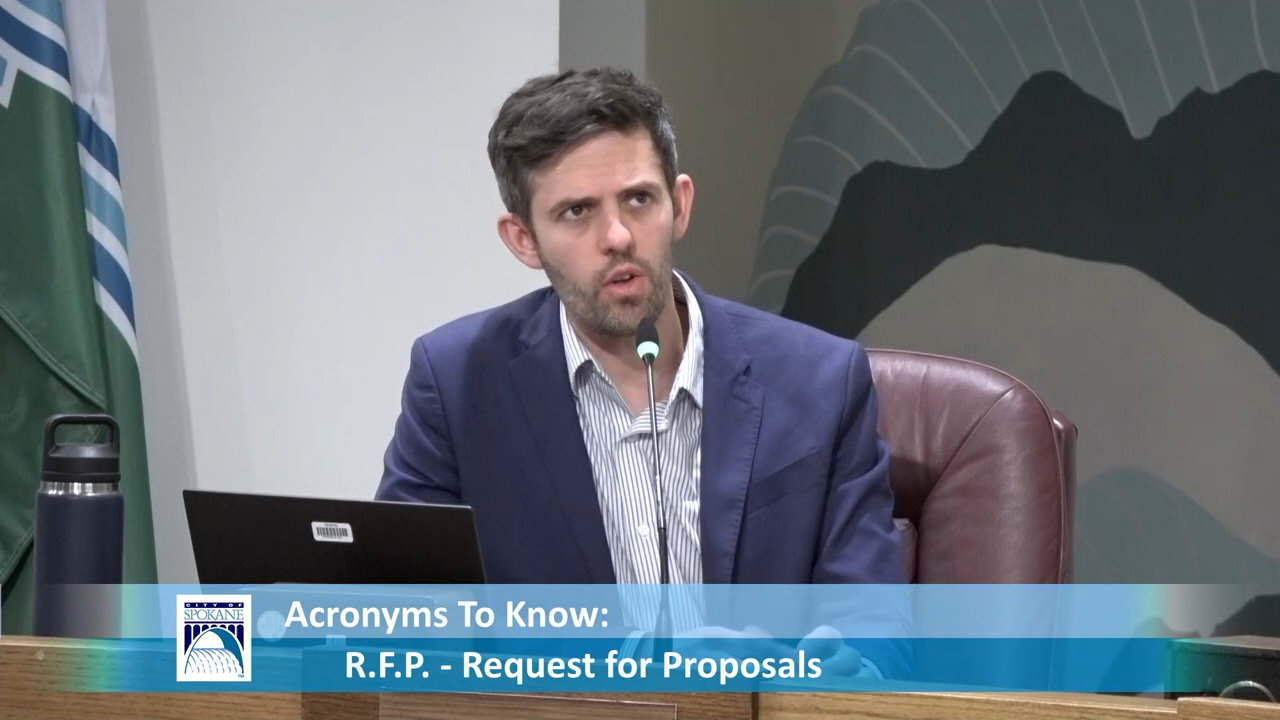 CITY OF
SPOKANE
Acronyms To Know:
R.F.P. - Request for Proposals